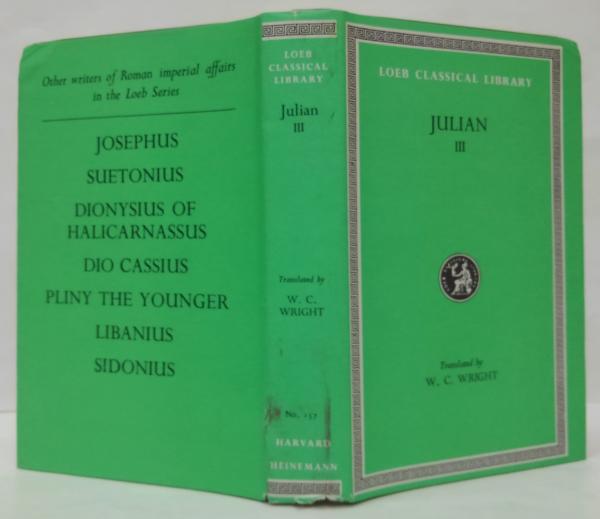 Other writers of Roman imperial affairs
in the Loeb Series
JOSEPHUS
SUETONIUS
DIONYSIUS OF
HALICARNASSUS
DIO CASSIUS
PLINY THE YOUNGER
LIBANIUS
SIDONIUS
LOEB
CLASSICAL
LIBRARY
Julian
III
Translated by
W. C.
WRIGHT
No. 157
HARVARD
HEINEMANN
LOEB CLASSICAL LIBRARY
JULIAN
III
Translated by
W. C. WRIGHT